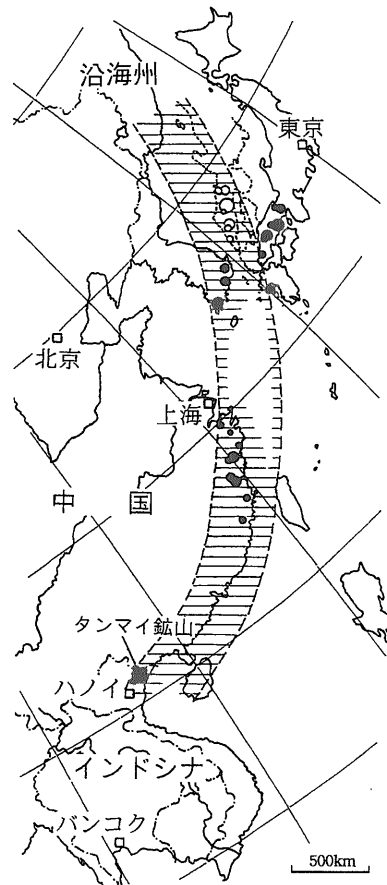 沿海州
東京
北京
上海
中国
タンマイ鉱山
ハノイ
インドシナ
バンコク
500km